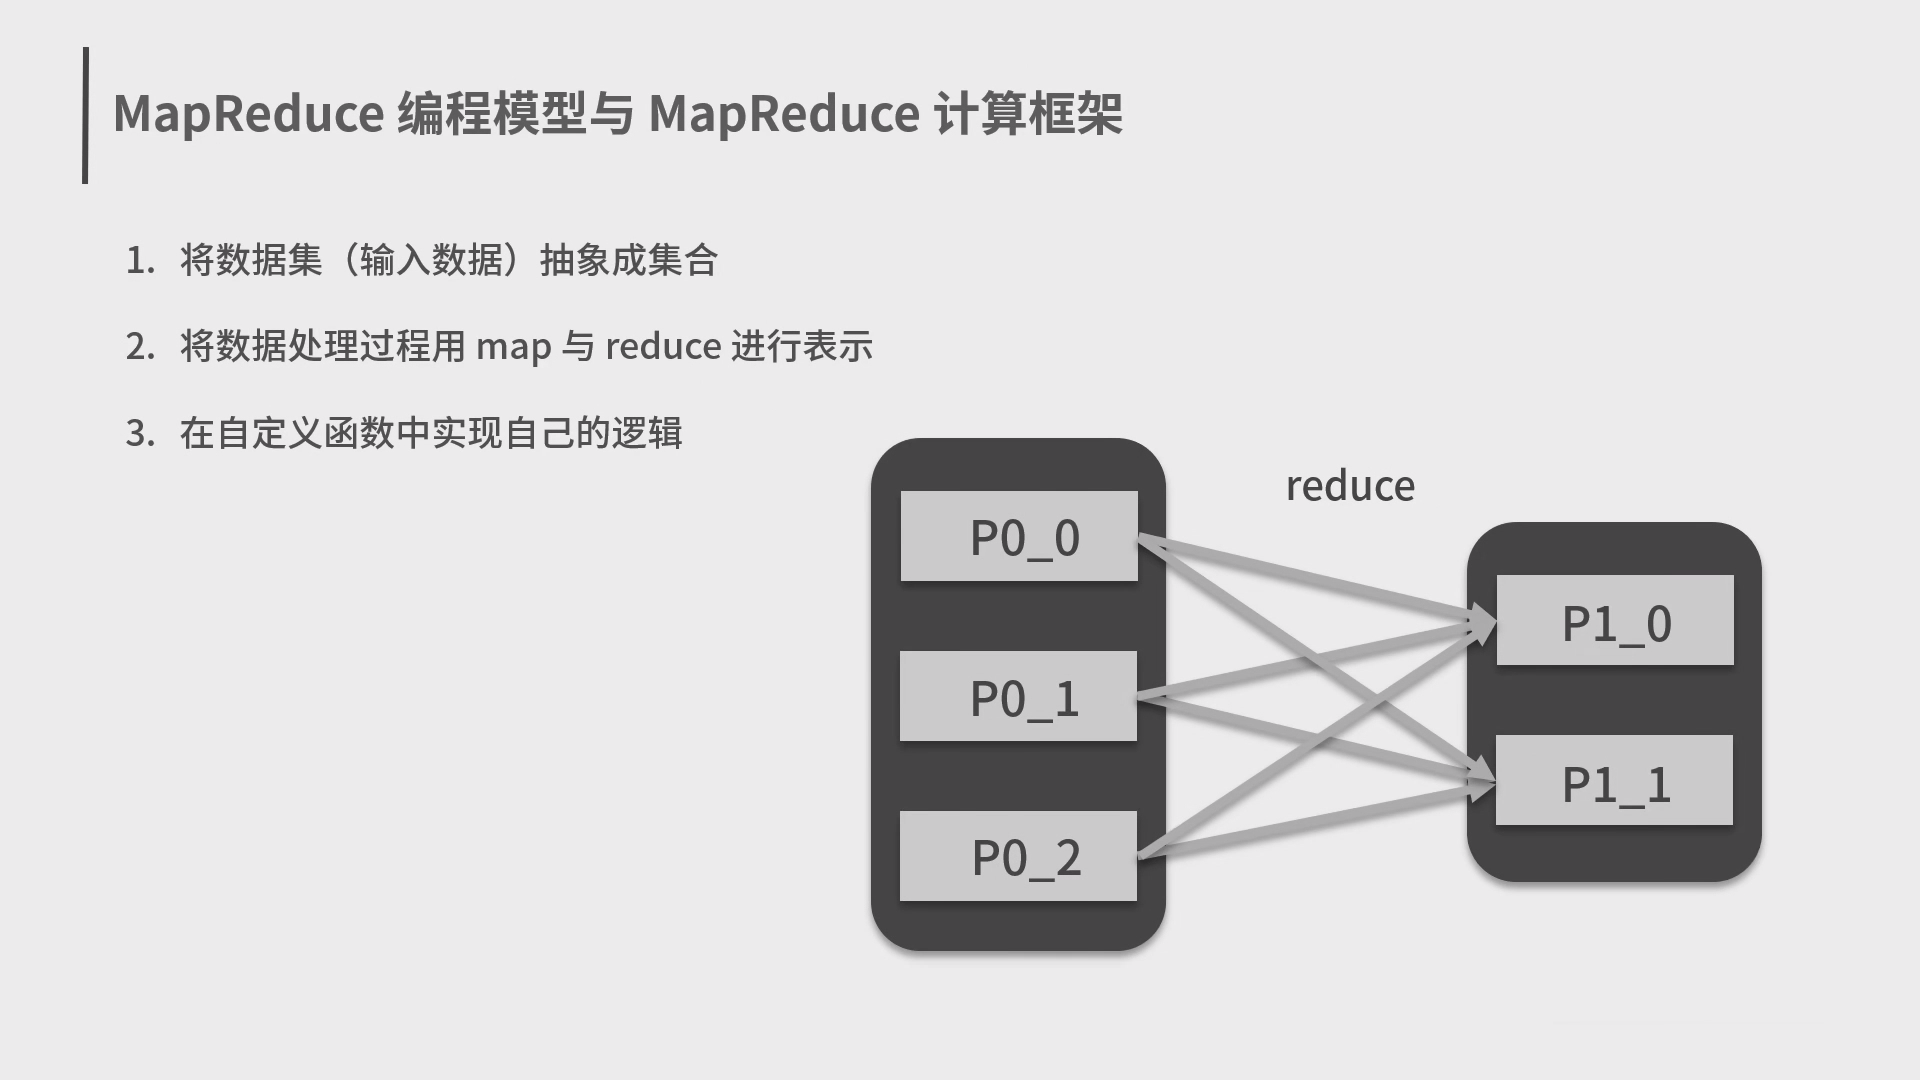 MapReduce 编程模型与 MapReduce 计算框架
1. 将数据集（输入数据）抽象成集合
2. 将数据处理过程用 map 与 reduce 进行表示
3. 在自定义函数中实现自己的逻辑
reduce
P0_0
P0_1
P0_2
P1_0
P1_1